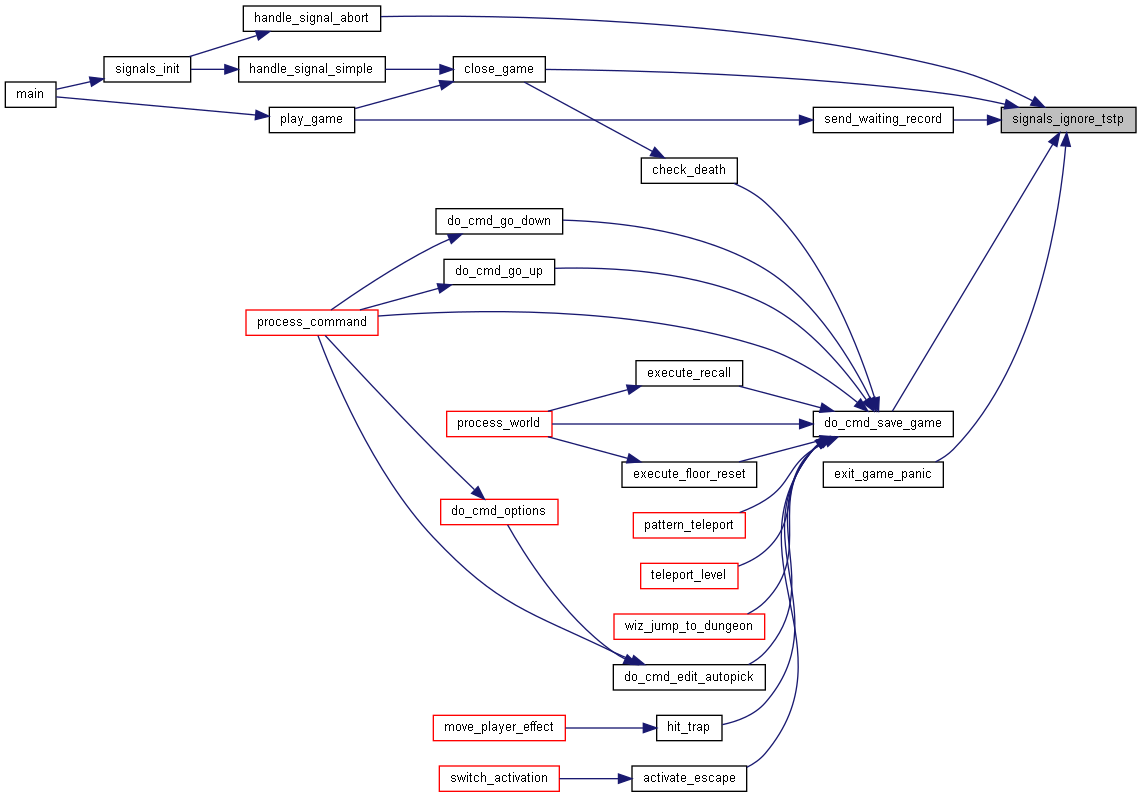 handle_signal_abort
signals_init
handle_signal_simple
close_game
main
play_game
send_waiting_record
signals_ignore_tstp
check_death
do_cmd_go_down
do_cmd_go_up
process_command
execute_recall
process_world
do_cmd_save_game
execute_floor_reset
exit_game_panic
do_cmd_options
pattern_teleport
teleport_level
wiz_jump_to_dungeon
do_cmd_edit_autopick
move_player_effect
hit_trap
switch_activation
activate_escape